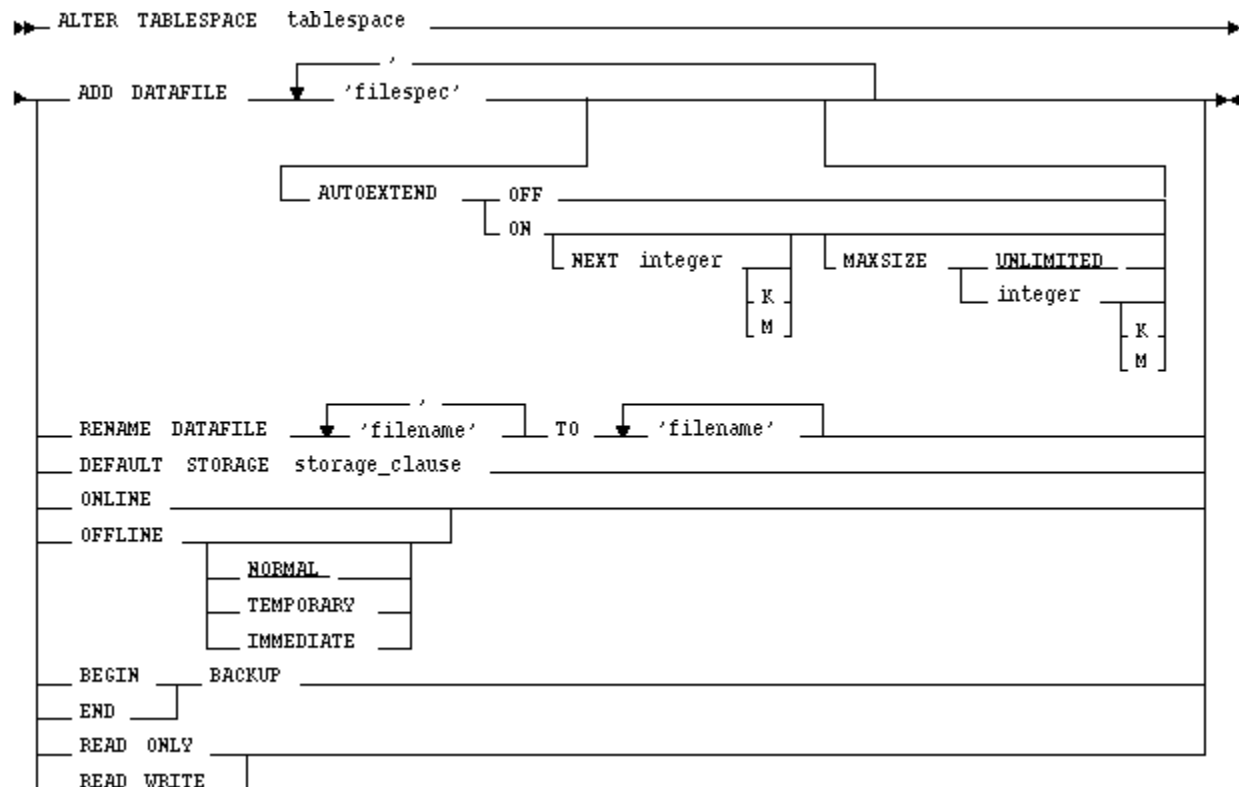 ALTER TABLESPACE tablespace
,
ADD DATAFILE 'filespec'
AUTOEXTEND OFF
ON
NEXT integer MAXSIZE UNLIMITED
K integer
M K
M
,
RENAME DATAFILE 'filename' TO 'filename'
DEFAULT STORAGE storage_clause
ONLINE
OFFLINE
NORMAL
TEMPORARY
IMMEDIATE
BEGIN BACKUP
END
READ ONLY
READ WRITE